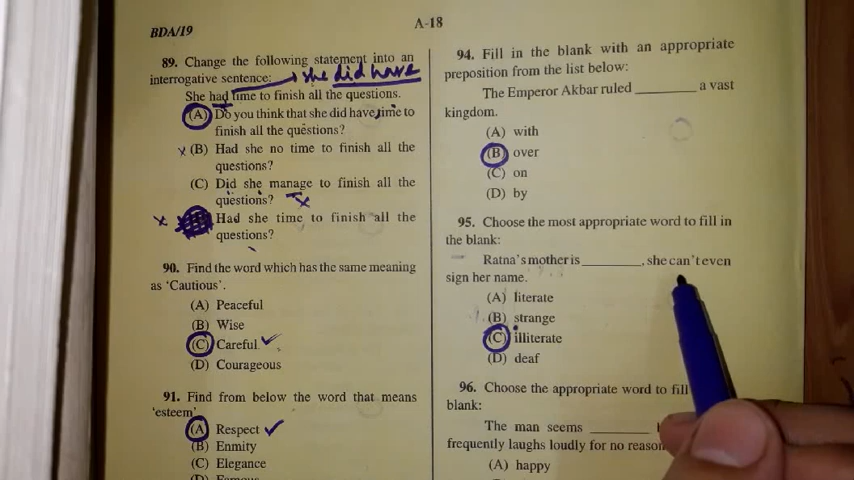 BDA/19
A-18
89. Change the following statement into an
interrogative sentence:
she did have
She had time to finish all the questions.
(A) Do you think that she did have time to
finish all the questions?
x (B) Had she no time to finish all the
questions?
(C) Did she manage to finish all the
questions? x
x Had she time to finish all the
questions?
90. Find the word which has the same meaning
as 'Cautious'.
(A) Peaceful
(B) Wise
(C) Careful
(D) Courageous
91. Find from below the word that means
'esteem'
(A) Respect
(B) Enmity
(C) Elegance
(D) Famous
94. Fill in the blank with an appropriate
preposition from the list below:
The Emperor Akbar ruled ________ a vast
kingdom.
(A) with
(B) over
(C) on
(D) by
95. Choose the most appropriate word to fill in
the blank:
Ratna's mother is ________, she can't even
sign her name.
(A) literate
(B) strange
(C) illiterate
(D) deaf
96. Choose the appropriate word to fill
blank:
The man seems ________
frequently laughs loudly for no reason
(A) happy